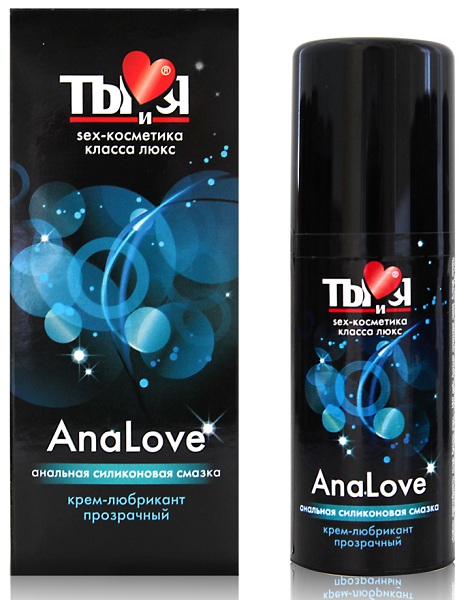 ТЫ Я
и
®
sex-косметика
класса люкс
AnaLove
анальная силиконовая смазка
крем-любрикант
прозрачный
ТЫ Я
и
®
sex-косметика
класса люкс
AnaLove
анальная силиконовая смазка
крем-любрикант
прозрачный